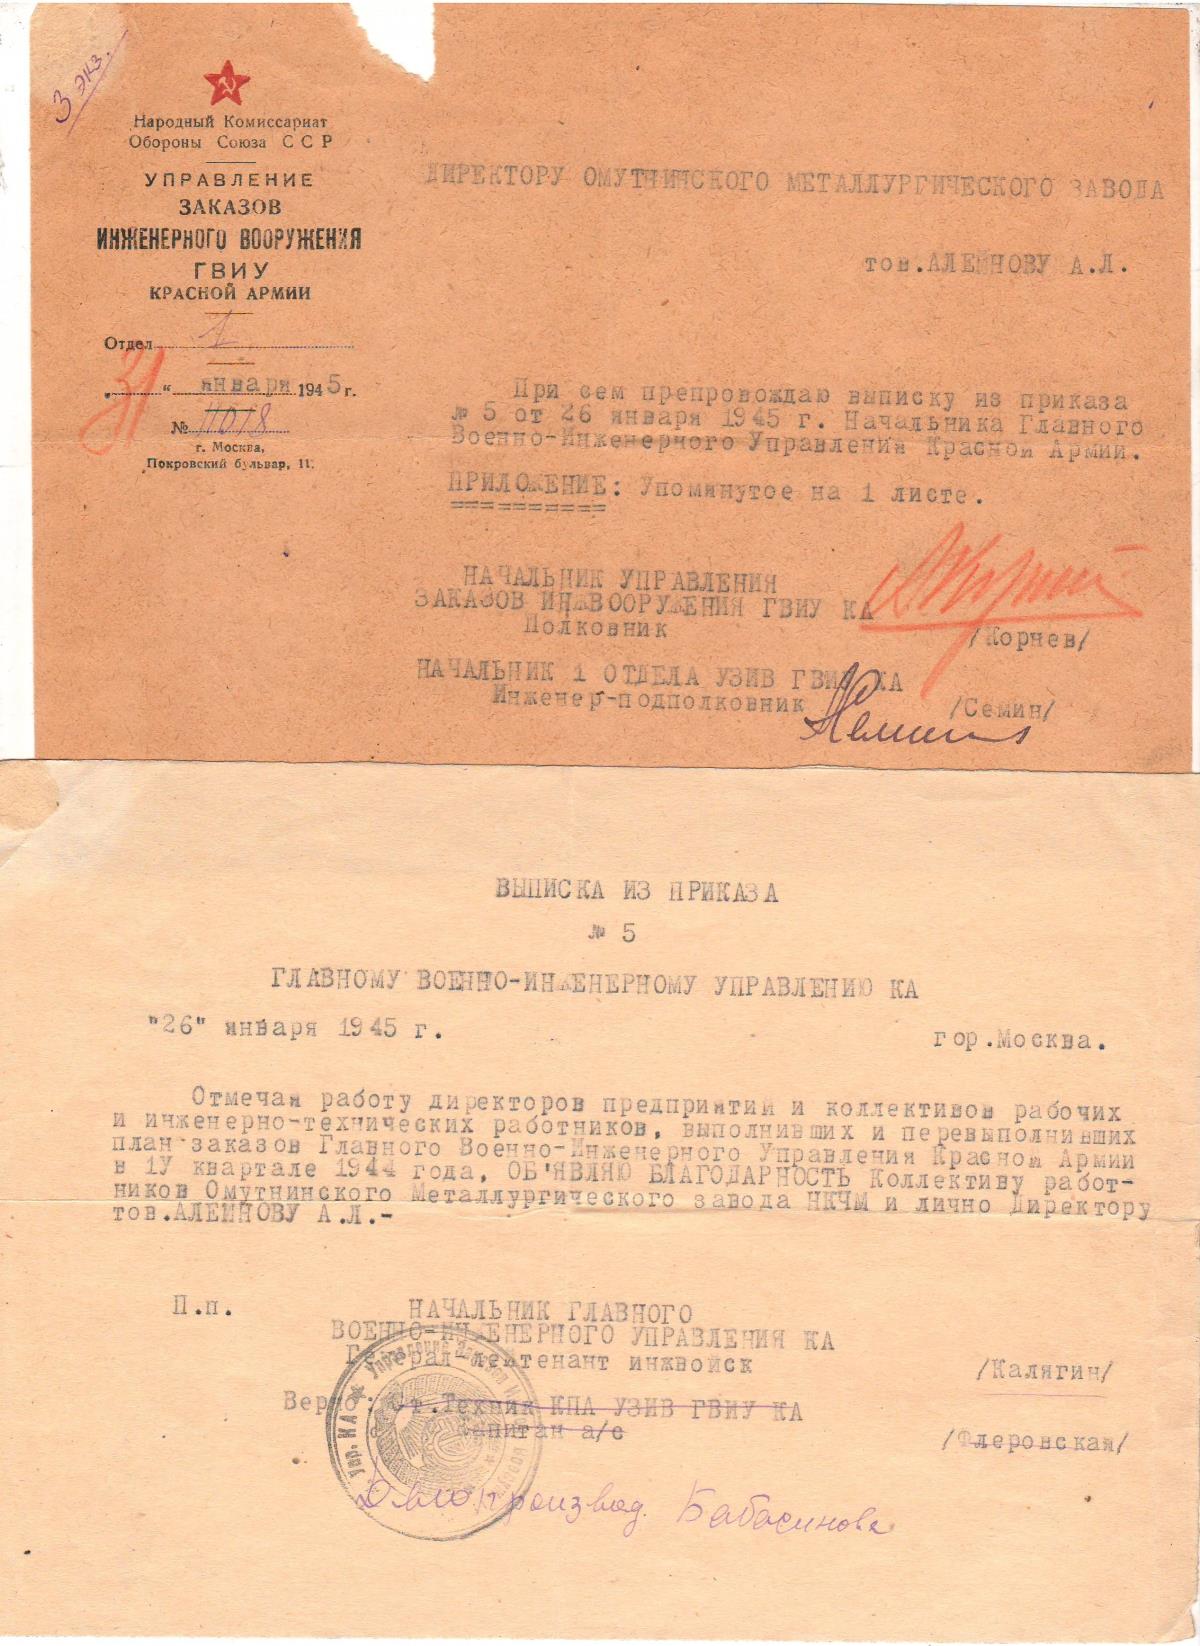 3 экз.
Народный Комиссариат
Обороны Союза ССР
УПРАВЛЕНИЕ
ЗАКАЗОВ
ИНЖЕНЕРНОГО ВООРУЖЕНИЯ
ГВИУ
КРАСНОЙ АРМИИ
Отдел 1
„31“ января 1945 г.
№ 11018
г. Москва,
Покровский бульвар, 11.
ДИРЕКТОРУ ОМУТНИНСКОГО МЕТАЛЛУРГИЧЕСКОГО ЗАВОДА
тов.АЛЕЙНОВУ А.Л.
При сем препровождаю выписку из приказа
№ 5 от 26 января 1945 г. Начальника Главного
Военно-Инженерного Управления Красной Армии.
ПРИЛОЖЕНИЕ: Упомянутое на 1 листе.
==========
НАЧАЛЬНИК УПРАВЛЕНИЯ
ЗАКАЗОВ ИНЖВООРУЖЕНИЯ ГВИУ КА
Полковник
/Корнев/
НАЧАЛЬНИК 1 ОТДЕЛА УЗИВ ГВИУ КА
Инженер-подполковник
/Семин/
ВЫПИСКА ИЗ ПРИКАЗА
№ 5
ГЛАВНОМУ ВОЕННО-ИНЖЕНЕРНОМУ УПРАВЛЕНИЮ КА
"26" января 1945 г.
гор.Москва.
Отмечая работу директоров предприятий и коллективов рабочих
и инженерно-технических работников, выполнивших и перевыполнивших
план заказов Главного Военно-Инженерного Управления Красной Армии
в 1У квартале 1944 года, ОБ'ЯВЛЯЮ БЛАГОДАРНОСТЬ Коллективу работ-
ников Омутнинского Металлургического завода НКЧМ и лично Директору
тов.АЛЕЙНОВУ А.Л.-
П.п.
НАЧАЛЬНИК ГЛАВНОГО
ВОЕННО-ИНЖЕНЕРНОГО УПРАВЛЕНИЯ КА
Генерал-лейтенант инжвойск
/Калягин/
Верно: Ст.Техник КПА УЗИВ ГВИУ КА
Капитан а/с
/Флеровская/
Делопроизвод. Бабасинова